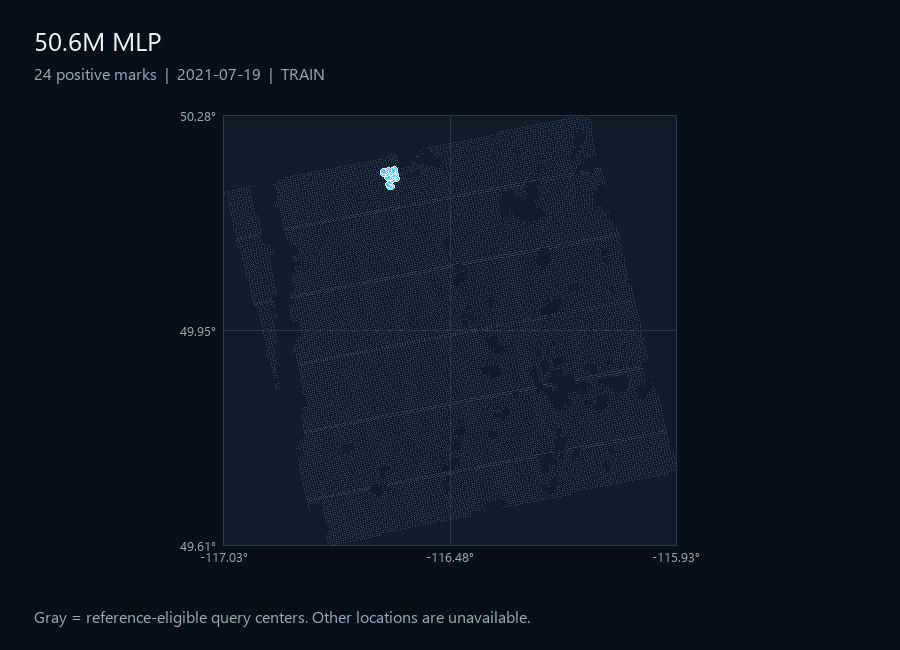 50.6M MLP
24 positive marks | 2021-07-19 | TRAIN
50.28°
49.95°
49.61°
-117.03°
-116.48°
-115.93°
Gray = reference-eligible query centers. Other locations are unavailable.